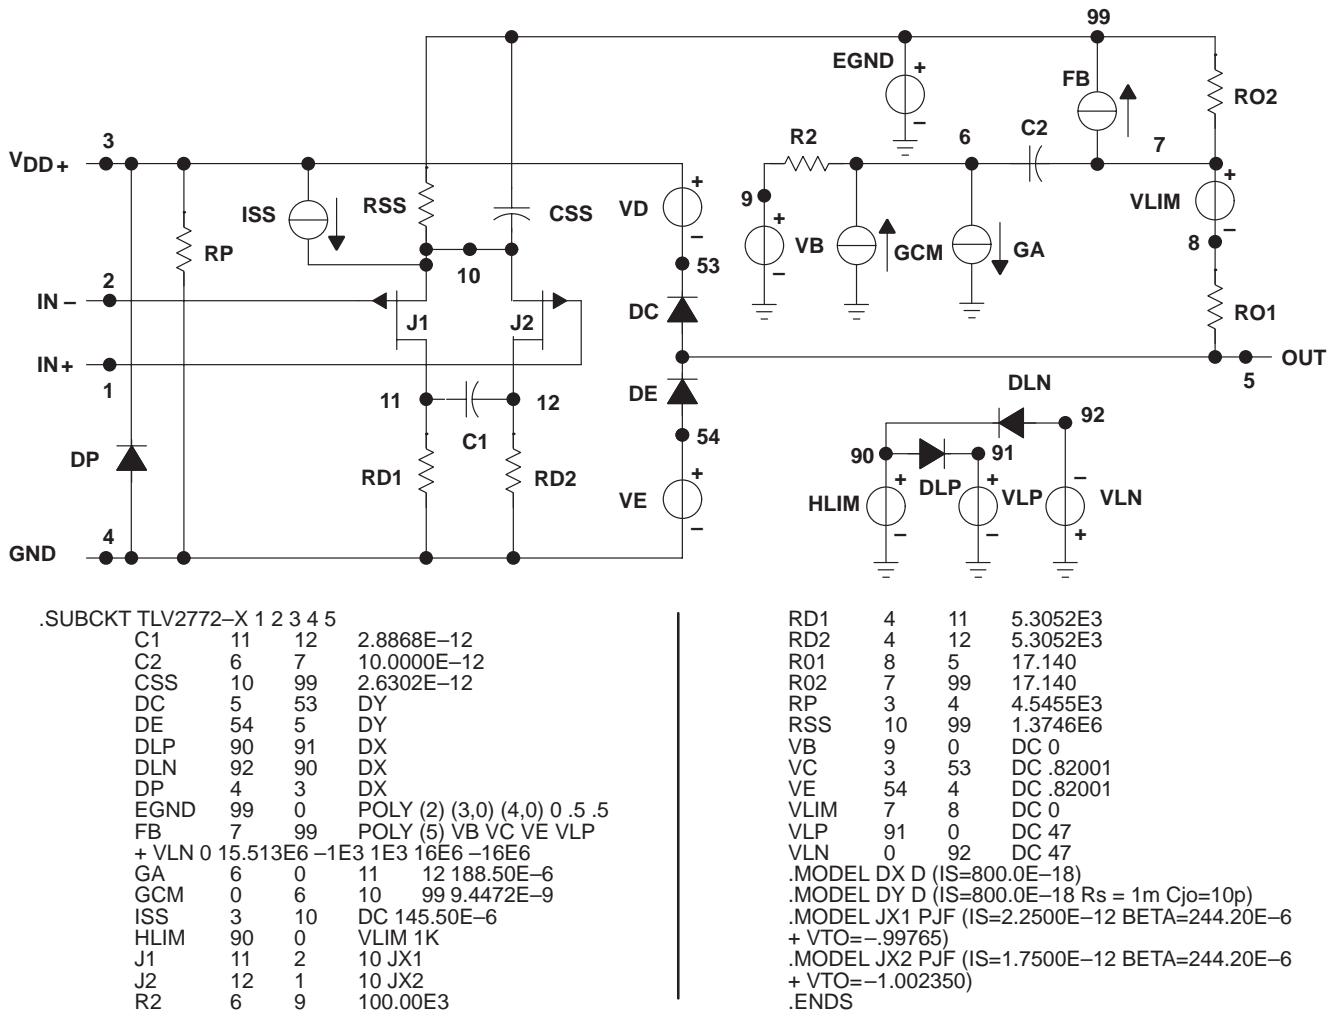 99
EGND
+
–
FB
RO2
3
VDD+
R2
6
C2
7
ISS
RSS
CSS
VD
+
–
9
+
VB
–
GCM
GA
+
VLIM
–
8
RP
2
IN –
10
53
J1
J2
DC
RO1
IN+
1
OUT
5
11
12
C1
DE
DLN
92
54
DP
RD1
RD2
VE
+
–
90
91
DLP
HLIM
+
–
+
VLP
–
–
VLN
+
4
GND
.SUBCKT TLV2772–X 1 2 3 4 5
C1 11 12 2.8868E–12
C2 6 7 10.0000E–12
CSS 10 99 2.6302E–12
DC 5 53 DY
DE 54 5 DY
DLP 90 91 DX
DLN 92 90 DX
DP 4 3 DX
EGND 99 0 POLY (2) (3,0) (4,0) 0 .5 .5
FB 7 99 POLY (5) VB VC VE VLP
+ VLN 0 15.513E6 –1E3 1E3 16E6 –16E6
GA 6 0 11 12 188.50E–6
GCM 0 6 10 99 9.4472E–9
ISS 3 10 DC 145.50E–6
HLIM 90 0 VLIM 1K
J1 11 2 10 JX1
J2 12 1 10 JX2
R2 6 9 100.00E3
RD1 4 11 5.3052E3
RD2 4 12 5.3052E3
R01 8 5 17.140
R02 7 99 17.140
RP 3 4 4.5455E3
RSS 10 99 1.3746E6
VB 9 0 DC 0
VC 3 53 DC .82001
VE 54 4 DC .82001
VLIM 7 8 DC 0
VLP 91 0 DC 47
VLN 0 92 DC 47
.MODEL DX D (IS=800.0E–18)
.MODEL DY D (IS=800.0E–18 Rs = 1m Cjo=10p)
.MODEL JX1 PJF (IS=2.2500E–12 BETA=244.20E–6
+ VTO=–.99765)
.MODEL JX2 PJF (IS=1.7500E–12 BETA=244.20E–6
+ VTO=–1.002350)
.ENDS